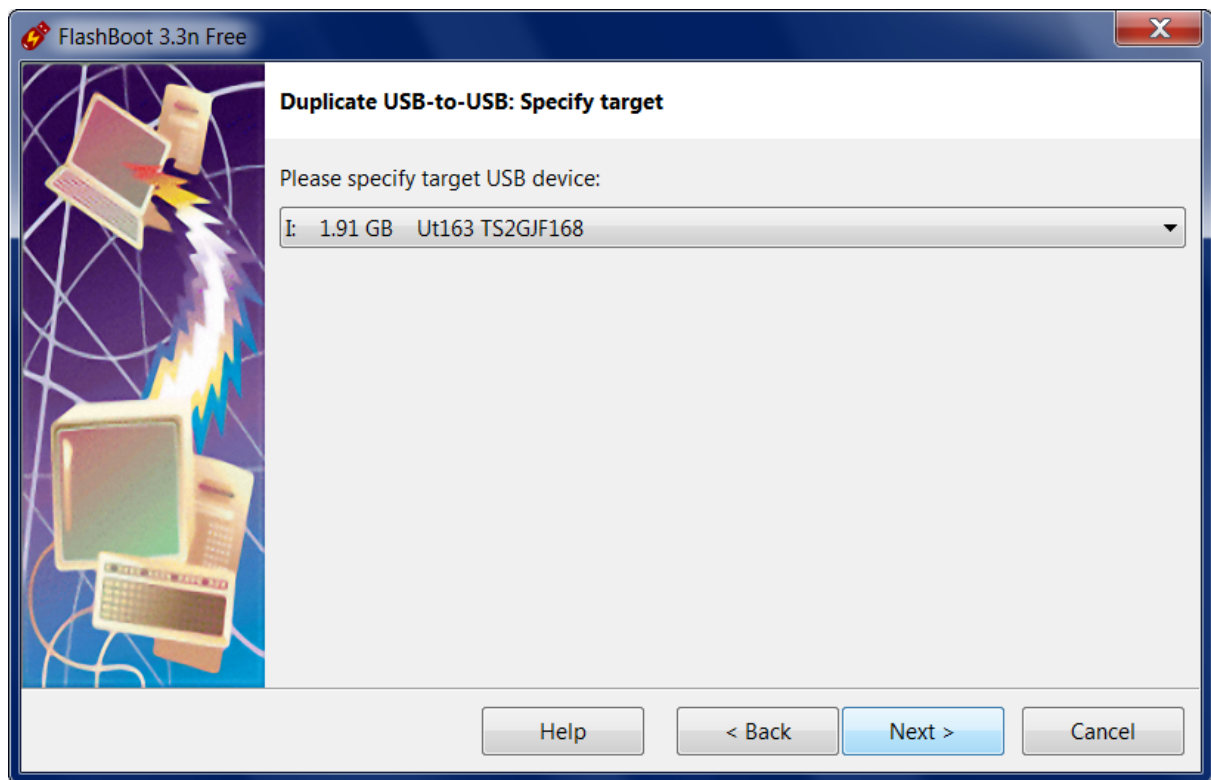 FlashBoot 3.3n Free
X
Duplicate USB-to-USB: Specify target
Please specify target USB device:
I: 1.91 GB Ut163 TS2GJF168
Help
< Back
Next >
Cancel